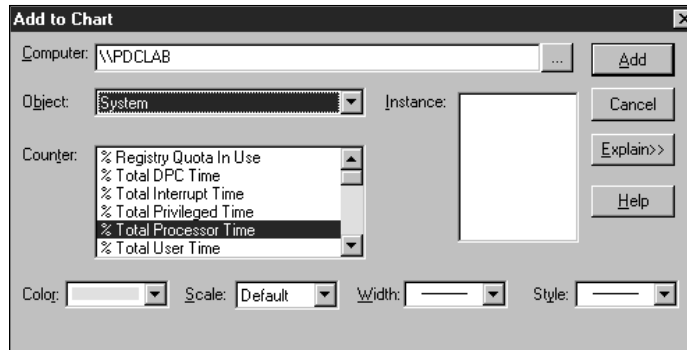 Add to Chart
Computer: \\PDCLAB ... Add
Object: System Instance: Cancel
Counter: % Registry Quota In Use Explain>>
% Total DPC Time
% Total Interrupt Time
% Total Privileged Time Help
% Total Processor Time
% Total User Time
Color: Scale: Default Width: Style: